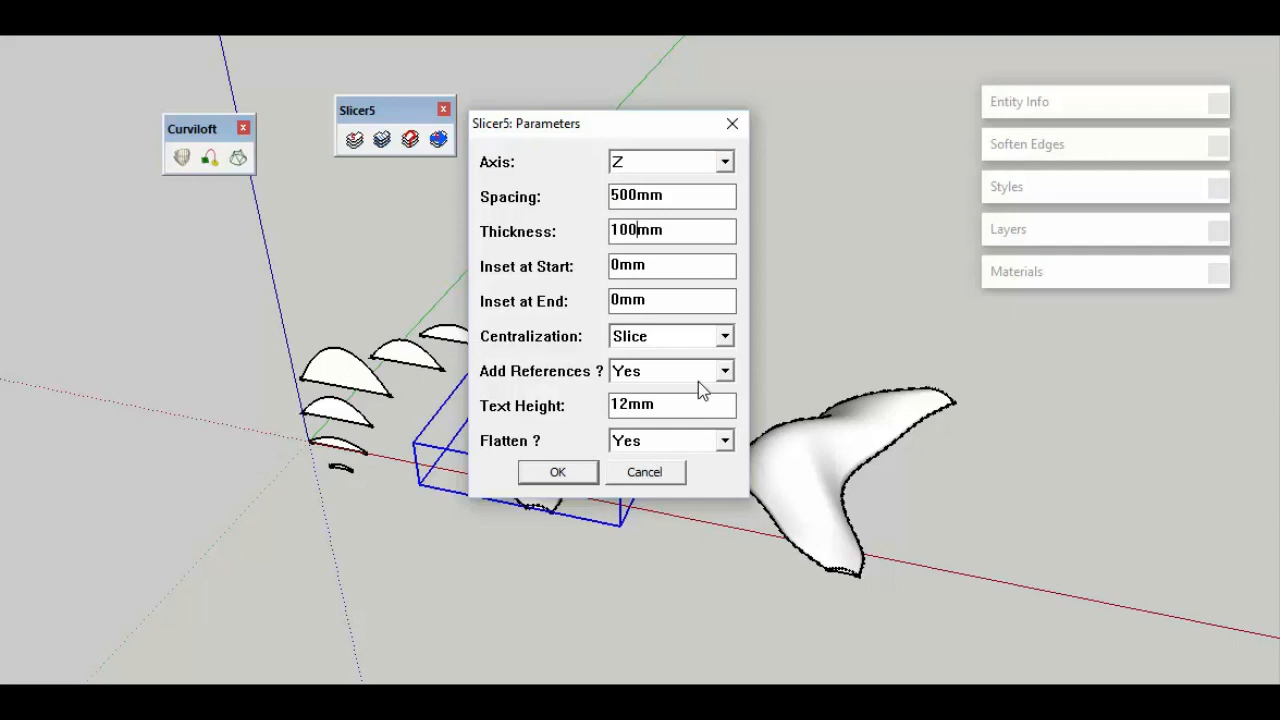 Curviloft
Slicer5
Slicer5: Parameters
Axis: Z
Spacing: 500mm
Thickness: 100mm
Inset at Start: 0mm
Inset at End: 0mm
Centralization: Slice
Add References ? Yes
Text Height: 12mm
Flatten ? Yes
OK Cancel
Entity Info
Soften Edges
Styles
Layers
Materials